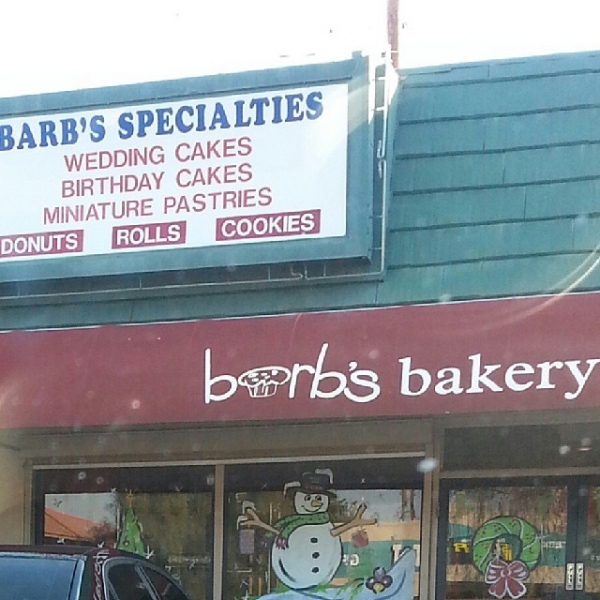 BARB'S SPECIALTIES
WEDDING CAKES
BIRTHDAY CAKES
MINIATURE PASTRIES
DONUTS ROLLS COOKIES
barb's bakery